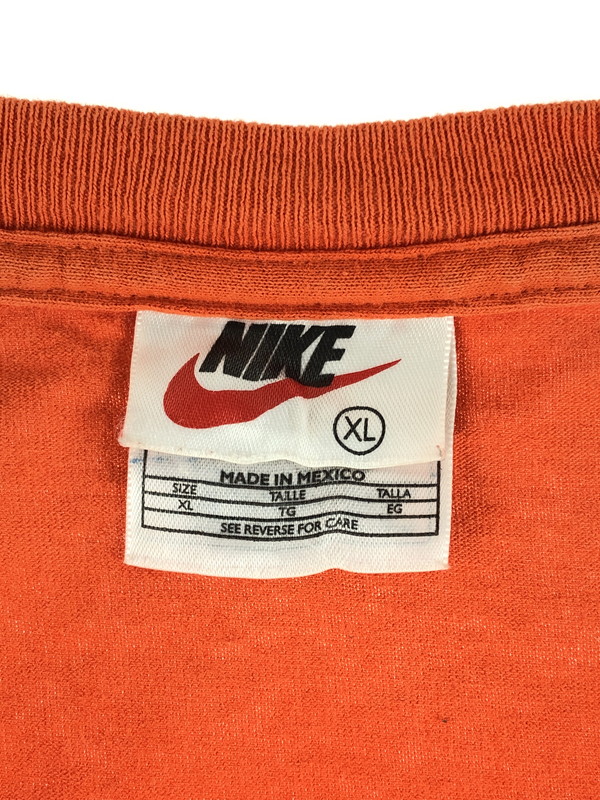 NIKE
XL
MADE IN MEXICO
SIZE TAILLE TALLA
XL TG EG
SEE REVERSE FOR CARE